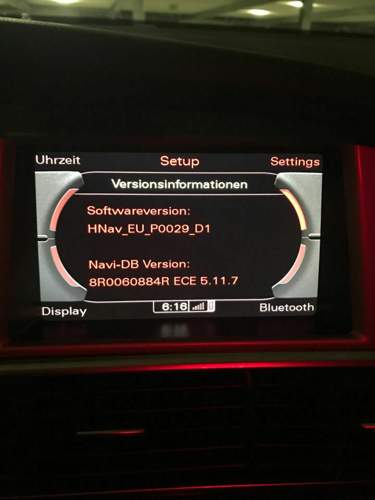 Uhrzeit Setup Settings
Versionsinformationen
Softwareversion:
HNav_EU_P0029_D1
Navi-DB Version:
8R0060884R ECE 5.11.7
Display 6:16 Bluetooth